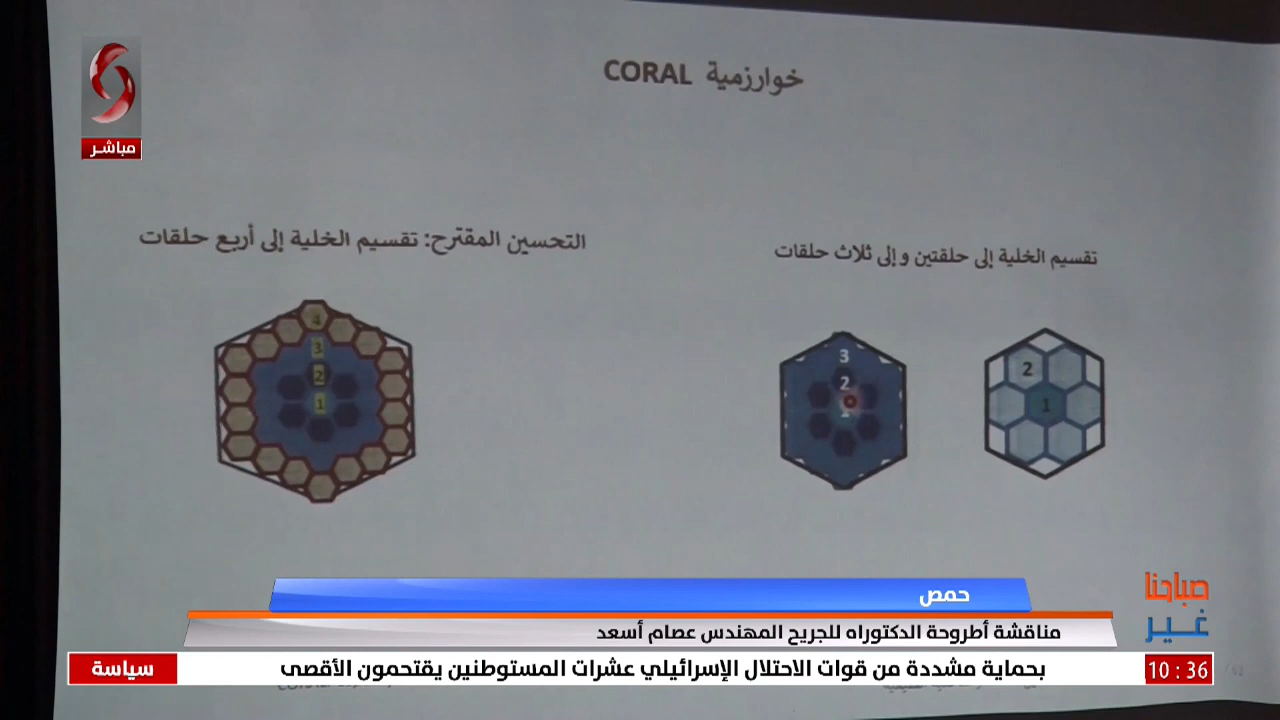 مباشر
خوارزمية CORAL
تقسيم الخلية إلى حلقتين و إلى ثلاث حلقات
التحسين المقترح: تقسيم الخلية إلى أربع حلقات
2
1
3
2
4
3
2
1
صباحنا
غير
حمص
مناقشة أطروحة الدكتوراه للجريح المهندس عصام أسعد
10 : 36
بحماية مشددة من قوات الاحتلال الإسرائيلي عشرات المستوطنين يقتحمون الأقصى
سياسة